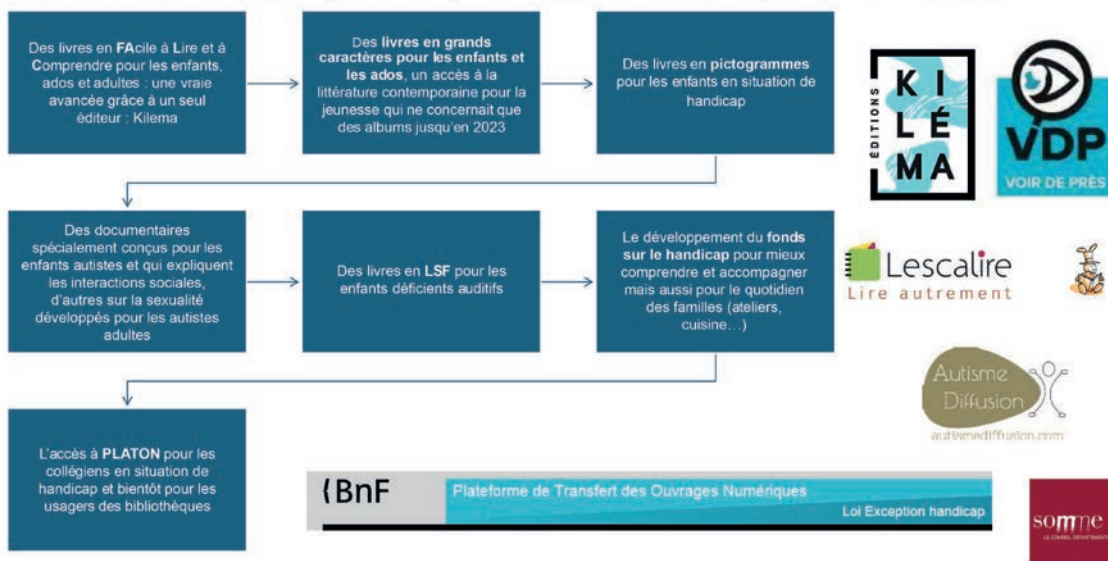 Des livres en FAcile à Lire et à
Comprendre pour les enfants,
ados et adultes : une vraie
avancée grâce à un seul
éditeur : Kilema
Des livres en grands
caractères pour les enfants et
les ados, un accès à la
littérature contemporaine pour la
jeunesse qui ne concernait que
des albums jusqu'en 2023
Des livres en pictogrammes
pour les enfants en situation de
handicap
ÉDITIONS
KI
LÉ
MA
VDP
VOIR DE PRÈS
Des documentaires
spécialement conçus pour les
enfants autistes et qui expliquent
les interactions sociales,
d'autres sur la sexualité
développés pour les autistes
adultes
Des livres en LSF pour les
enfants déficients auditifs
Le développement du fonds
sur le handicap pour mieux
comprendre et accompagner
mais aussi pour le quotidien
des familles (ateliers,
cuisine…)
Lescalire
Lire autrement
Autisme
Diffusion
autismediffusion.com
L'accès à PLATON pour les
collégiens en situation de
handicap et bientôt pour les
usagers des bibliothèques
BnF
Plateforme de Transfert des Ouvrages Numériques
Loi Exception handicap
somme
LE CONSEIL DÉPARTEMENTAL